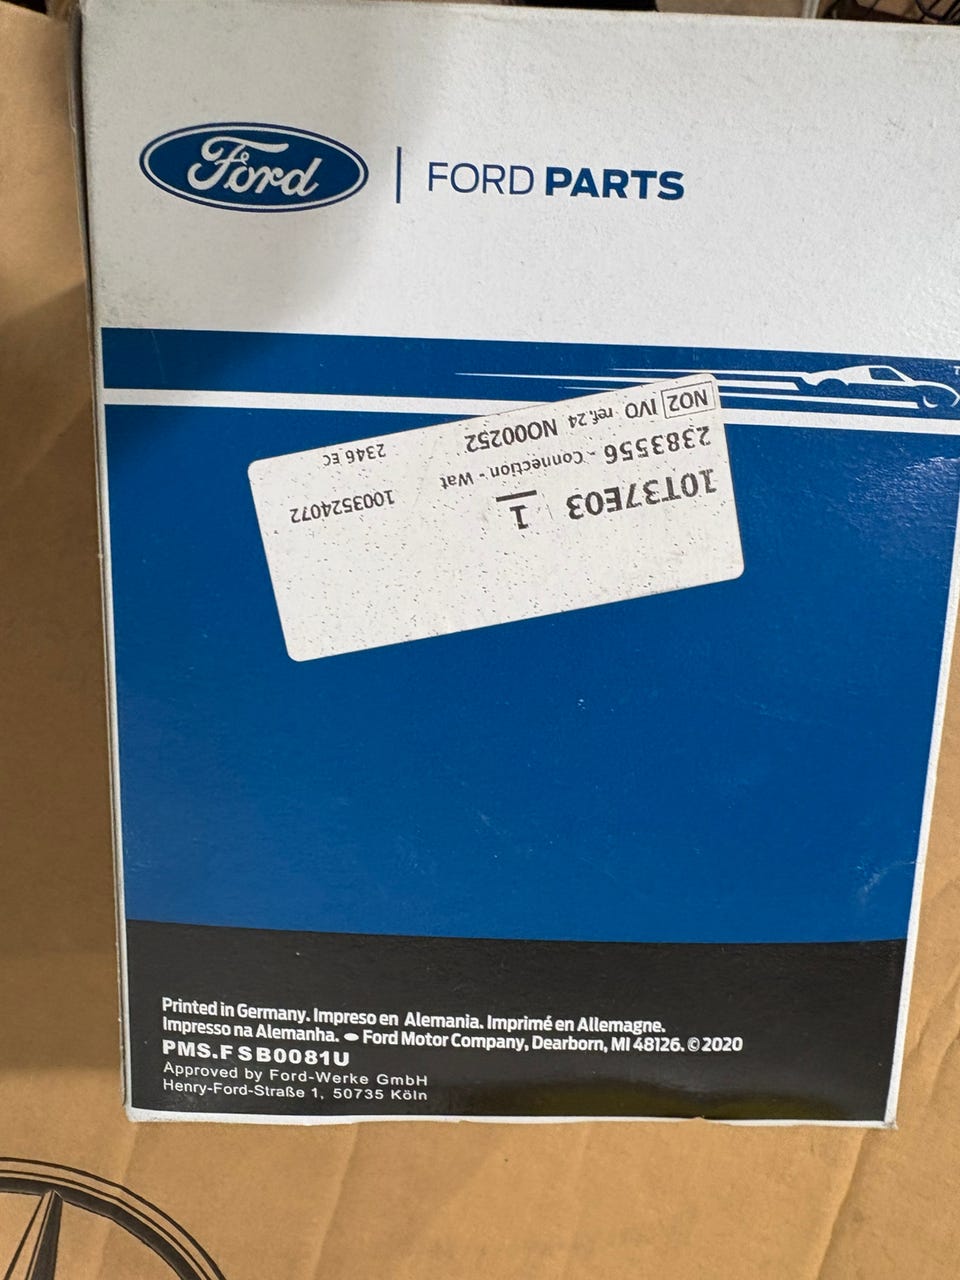 Ford
FORD PARTS
NO2 IVO ref.24 NO00252 2346 EC
2383556 - Connection - Wat
10T37E03 1 1003524072
Printed in Germany. Impreso en Alemania. Imprimé en Allemagne.
Impresso na Alemanha. Ford Motor Company, Dearborn, MI 48126. © 2020
PMS.FSB0081U
Approved by Ford-Werke GmbH
Henry-Ford-Straße 1, 50735 Köln